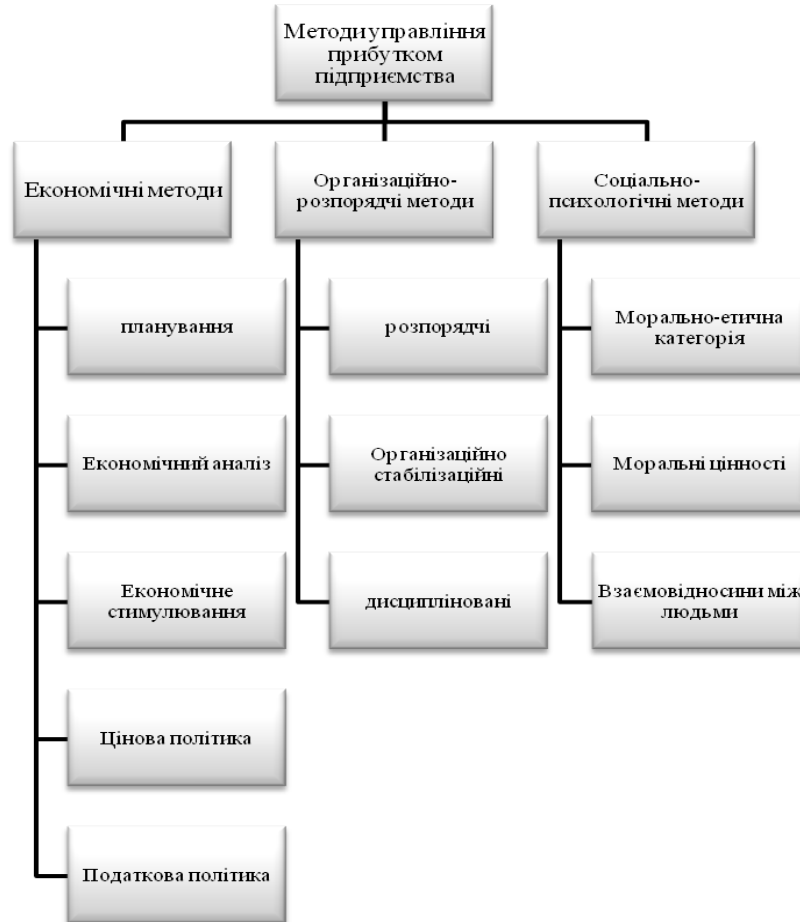 Методи управління
прибутком
підприємства
Економічні методи
Організаційно-
розпорядчі методи
Соціально-
психологічні методи
планування
Економічний аналіз
Економічне
стимулювання
Цінова політика
Податкова політика
розпорядчі
Організаційно
стабілізаційні
дисципліновані
Морально-етична
категорія
Моральні цінності
Взаємовідносини між
людьми